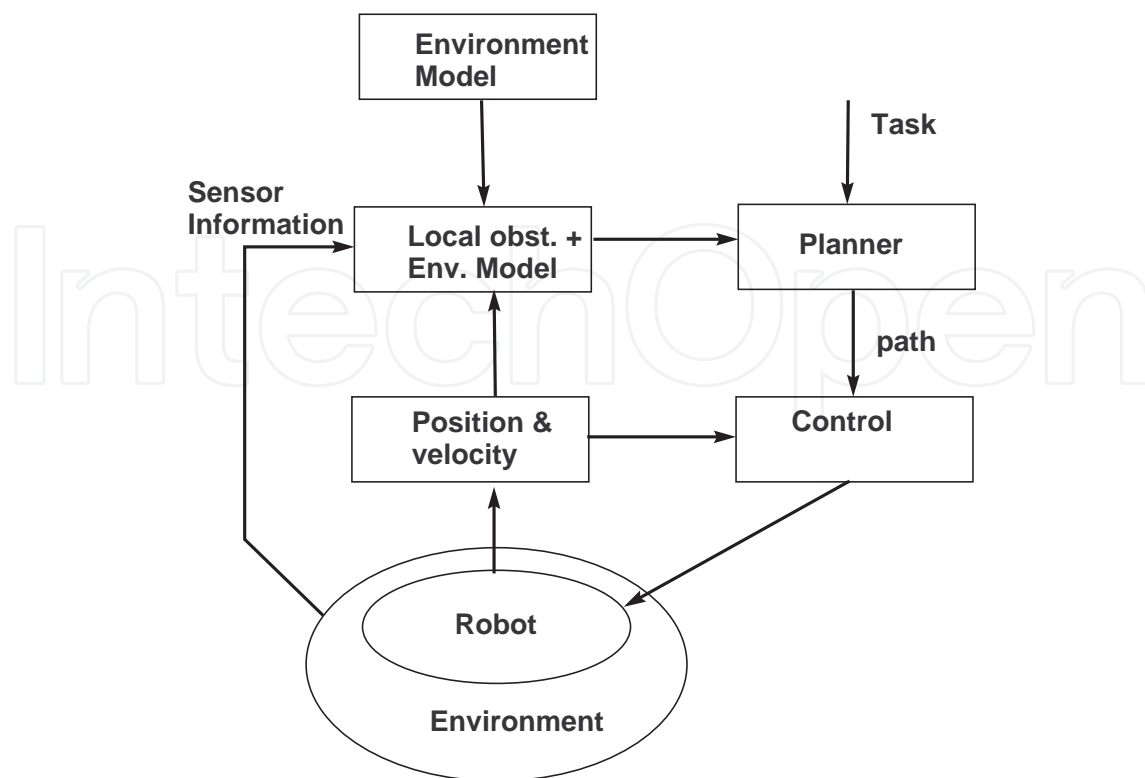 Environment
Model
Task
Sensor
Information
Local obst. +
Env. Model
Planner
path
Position &
velocity
Control
Robot
Environment
IntechOpen